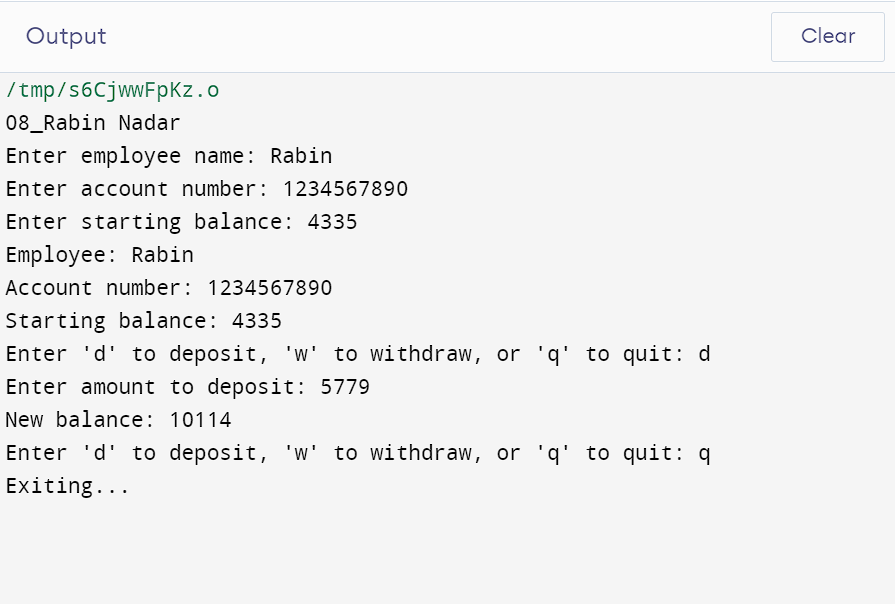 Output
Clear
/tmp/s6CjwwFpKz.o
08_Rabin Nadar
Enter employee name: Rabin
Enter account number: 1234567890
Enter starting balance: 4335
Employee: Rabin
Account number: 1234567890
Starting balance: 4335
Enter 'd' to deposit, 'w' to withdraw, or 'q' to quit: d
Enter amount to deposit: 5779
New balance: 10114
Enter 'd' to deposit, 'w' to withdraw, or 'q' to quit: q
Exiting...